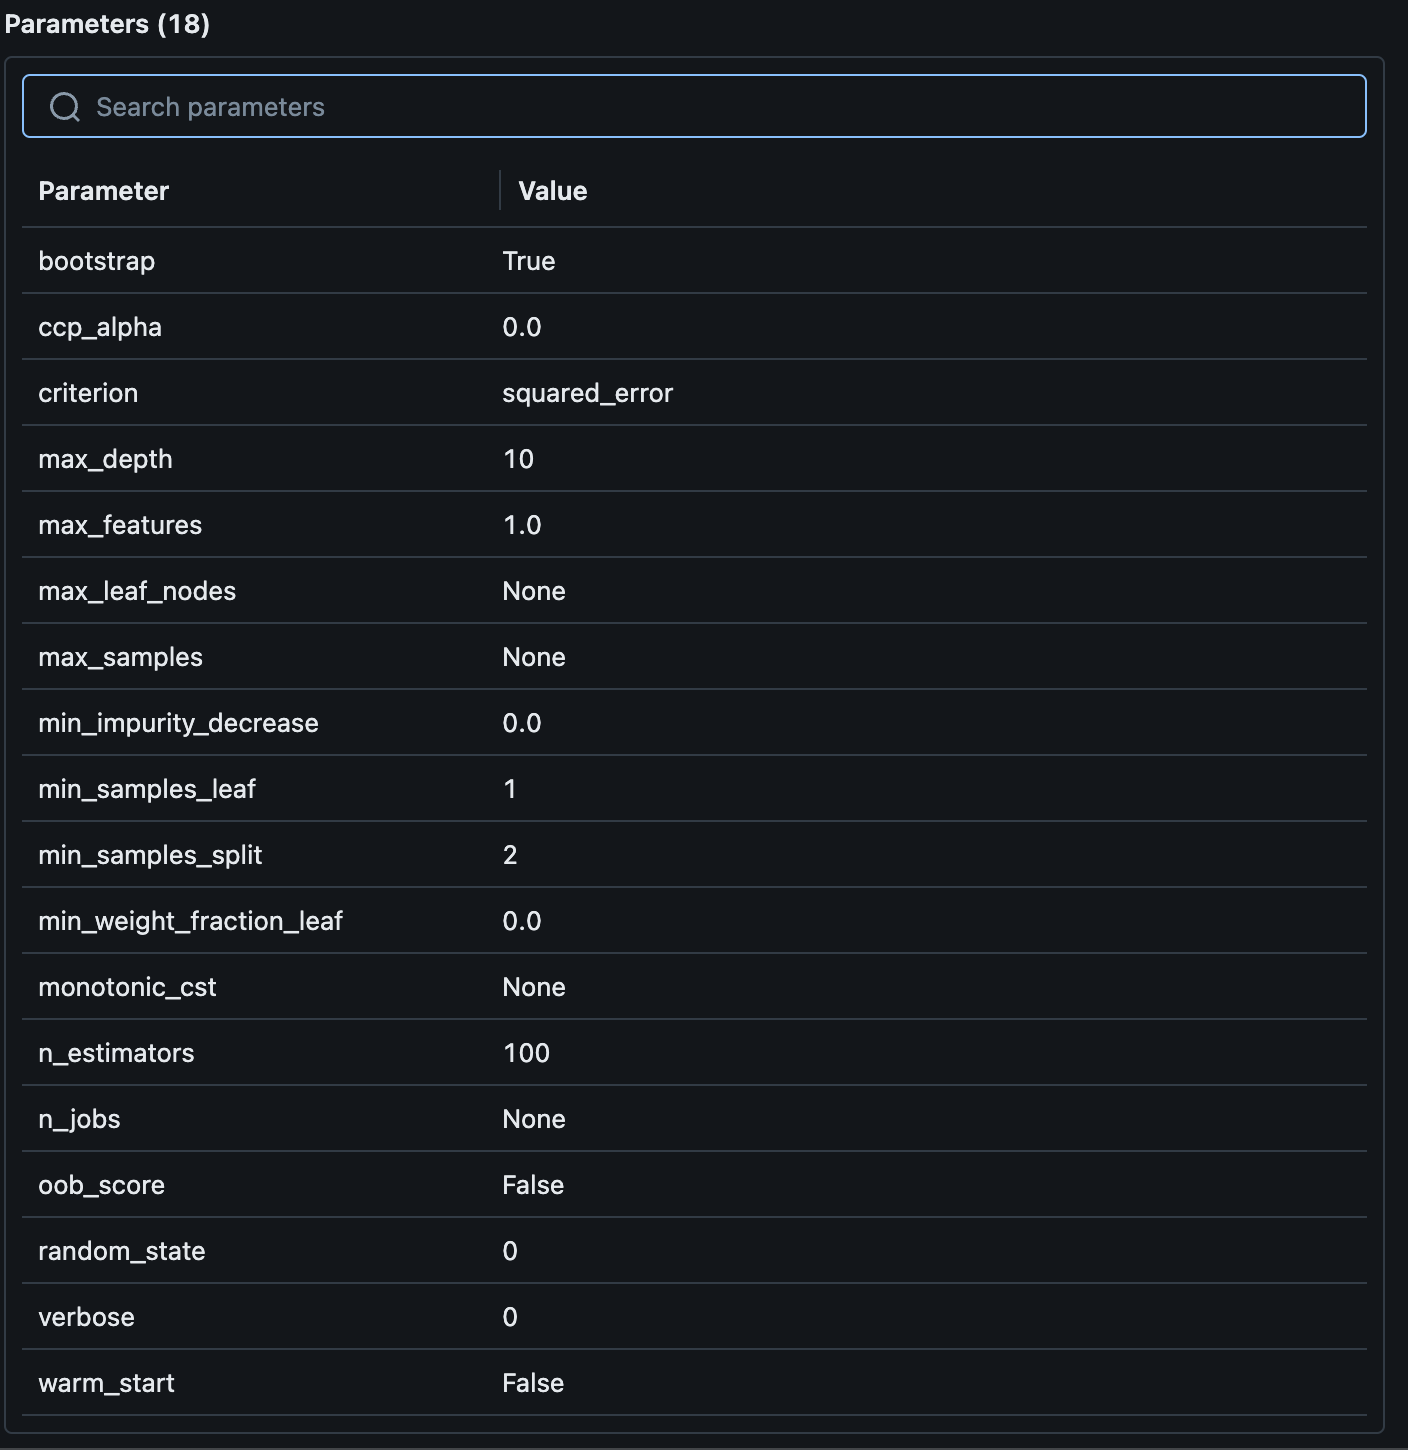 Parameters (18)
Search parameters
Parameter Value
bootstrap True
ccp_alpha 0.0
criterion squared_error
max_depth 10
max_features 1.0
max_leaf_nodes None
max_samples None
min_impurity_decrease 0.0
min_samples_leaf 1
min_samples_split 2
min_weight_fraction_leaf 0.0
monotonic_cst None
n_estimators 100
n_jobs None
oob_score False
random_state 0
verbose 0
warm_start False